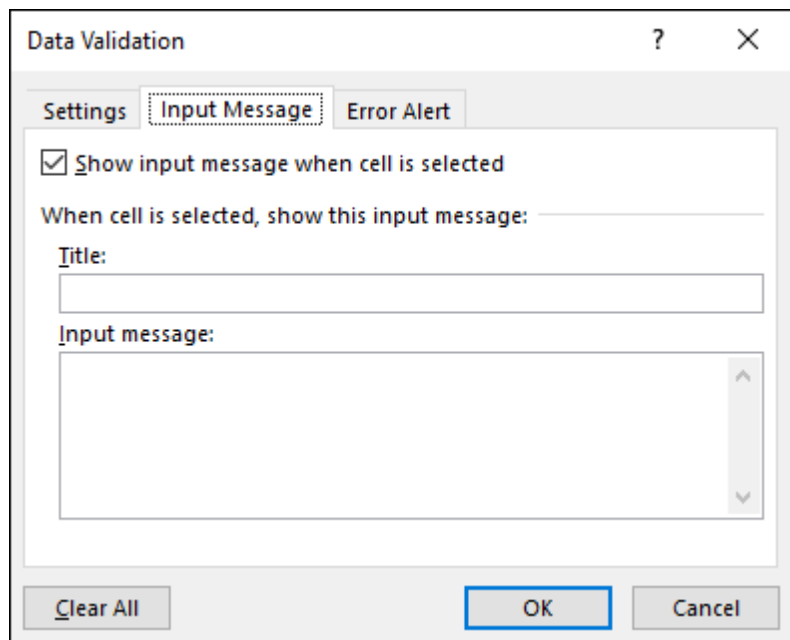 Data Validation ?
Settings Input Message Error Alert
Show input message when cell is selected
When cell is selected, show this input message:
Title:
Input message:
Clear All OK Cancel